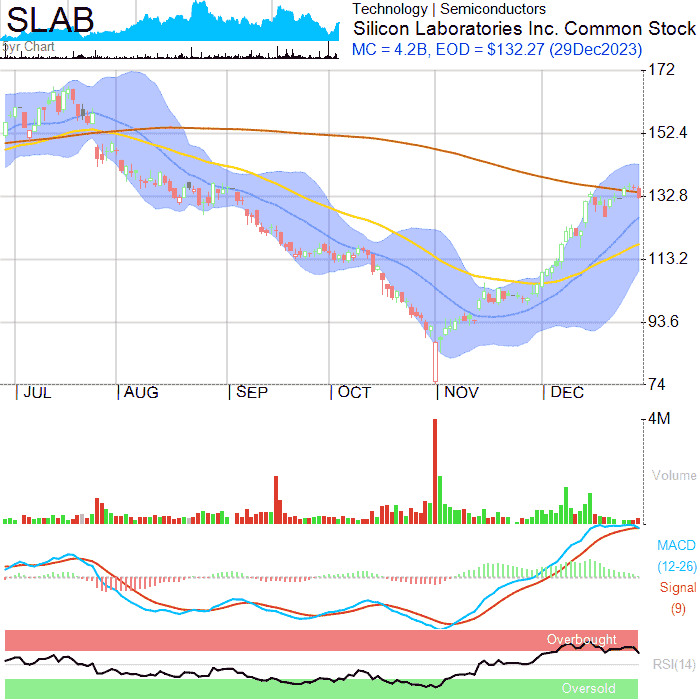 SLAB
5yr Chart
Technology | Semiconductors
Silicon Laboratories Inc. Common Stock
MC = 4.2B, EOD = $132.27 (29Dec2023)
172
152.4
132.8
113.2
93.6
74
JUL
AUG
SEP
OCT
NOV
DEC
4M
Volume
MACD
(12-26)
Signal
(9)
Overbought
RSI(14)
Oversold